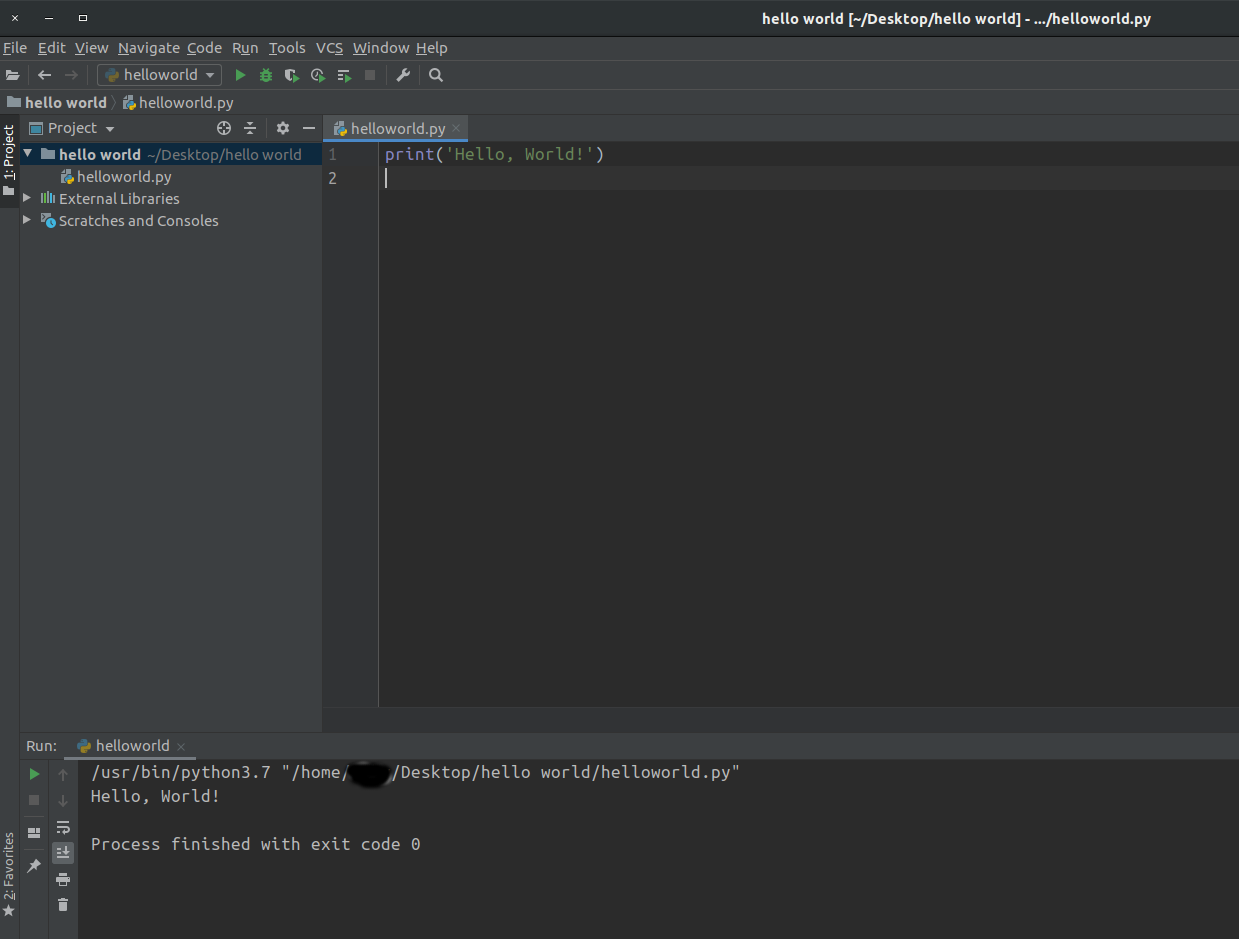 hello world [~/Desktop/hello world] - .../helloworld.py
File Edit View Navigate Code Run Tools VCS Window Help
helloworld
hello world helloworld.py
1: Project
Project
hello world ~/Desktop/hello world
helloworld.py
External Libraries
Scratches and Consoles
helloworld.py
1 print('Hello, World!')
2
Run: helloworld
/usr/bin/python3.7 "/home/ /Desktop/hello world/helloworld.py"
Hello, World!
Process finished with exit code 0
2: Favorites